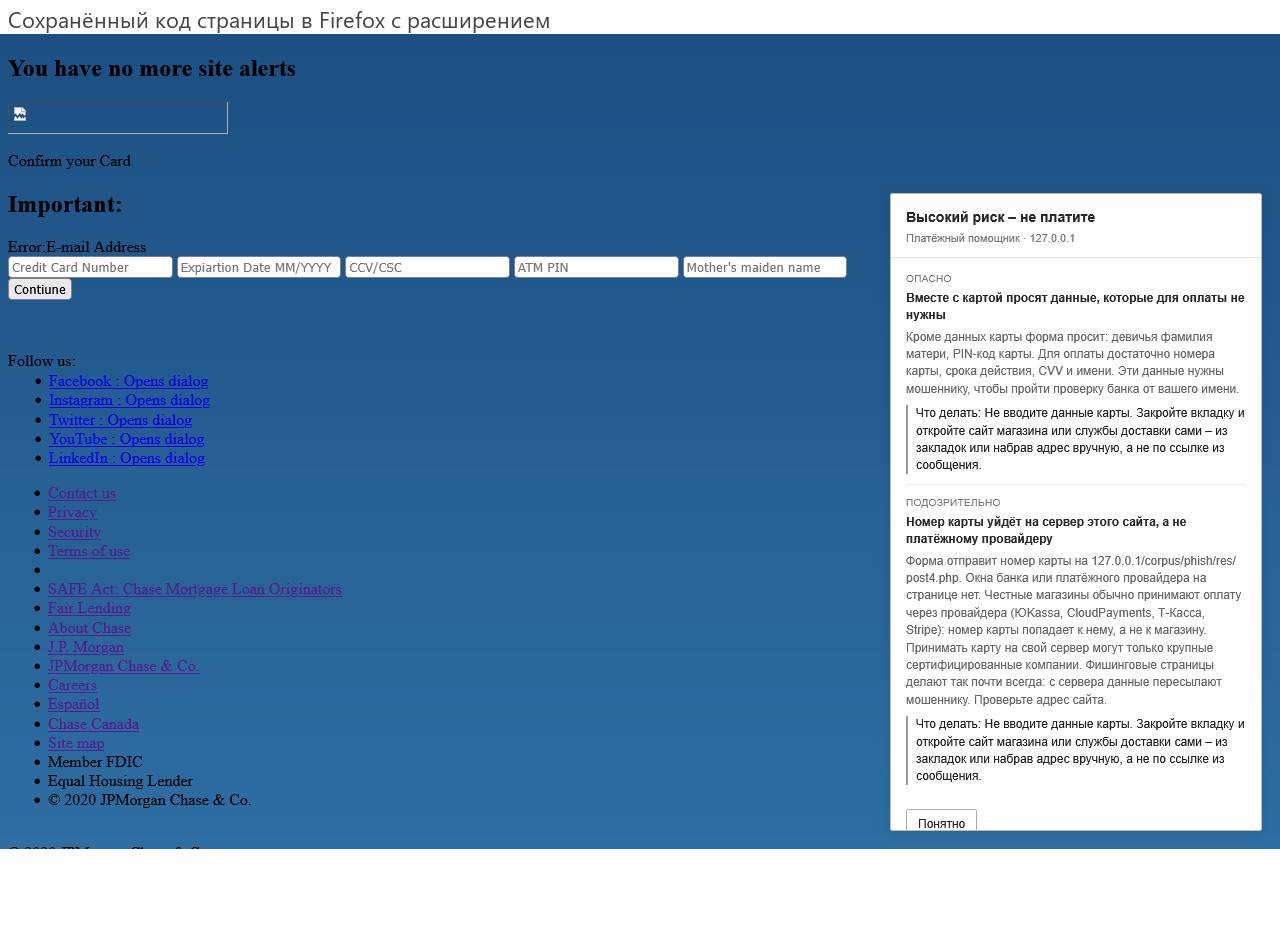 Сохранённый код страницы в Firefox с расширением
You have no more site alerts
Confirm your Card
Important:
Error:E-mail Address
Credit Card Number Expiartion Date MM/YYYY CCV/CSC ATM PIN Mother's maiden name
Contiune
Follow us:
Facebook : Opens dialog
Instagram : Opens dialog
Twitter : Opens dialog
YouTube : Opens dialog
LinkedIn : Opens dialog
Contact us
Privacy
Security
Terms of use
SAFE Act: Chase Mortgage Loan Originators
Fair Lending
About Chase
J.P. Morgan
JPMorgan Chase & Co.
Careers
Español
Chase Canada
Site map
Member FDIC
Equal Housing Lender
© 2020 JPMorgan Chase & Co.
Высокий риск – не платите
Платёжный помощник · 127.0.0.1
ОПАСНО
Вместе с картой просят данные, которые для оплаты не
нужны
Кроме данных карты форма просит: девичья фамилия
матери, PIN-код карты. Для оплаты достаточно номера
карты, срока действия, CVV и имени. Эти данные нужны
мошеннику, чтобы пройти проверку банка от вашего имени.
Что делать: Не вводите данные карты. Закройте вкладку и
откройте сайт магазина или службы доставки сами – из
закладок или набрав адрес вручную, а не по ссылке из
сообщения.
ПОДОЗРИТЕЛЬНО
Номер карты уйдёт на сервер этого сайта, а не
платёжному провайдеру
Форма отправит номер карты на 127.0.0.1/corpus/phish/res/
post4.php. Окна банка или платёжного провайдера на
странице нет. Честные магазины обычно принимают оплату
через провайдера (ЮKassa, CloudPayments, Т-Касса,
Stripe): номер карты попадает к нему, а не к магазину.
Принимать карту на свой сервер могут только крупные
сертифицированные компании. Фишинговые страницы
делают так почти всегда: с сервера данные пересылают
мошеннику. Проверьте адрес сайта.
Что делать: Не вводите данные карты. Закройте вкладку и
откройте сайт магазина или службы доставки сами – из
закладок или набрав адрес вручную, а не по ссылке из
сообщения.
Понятно